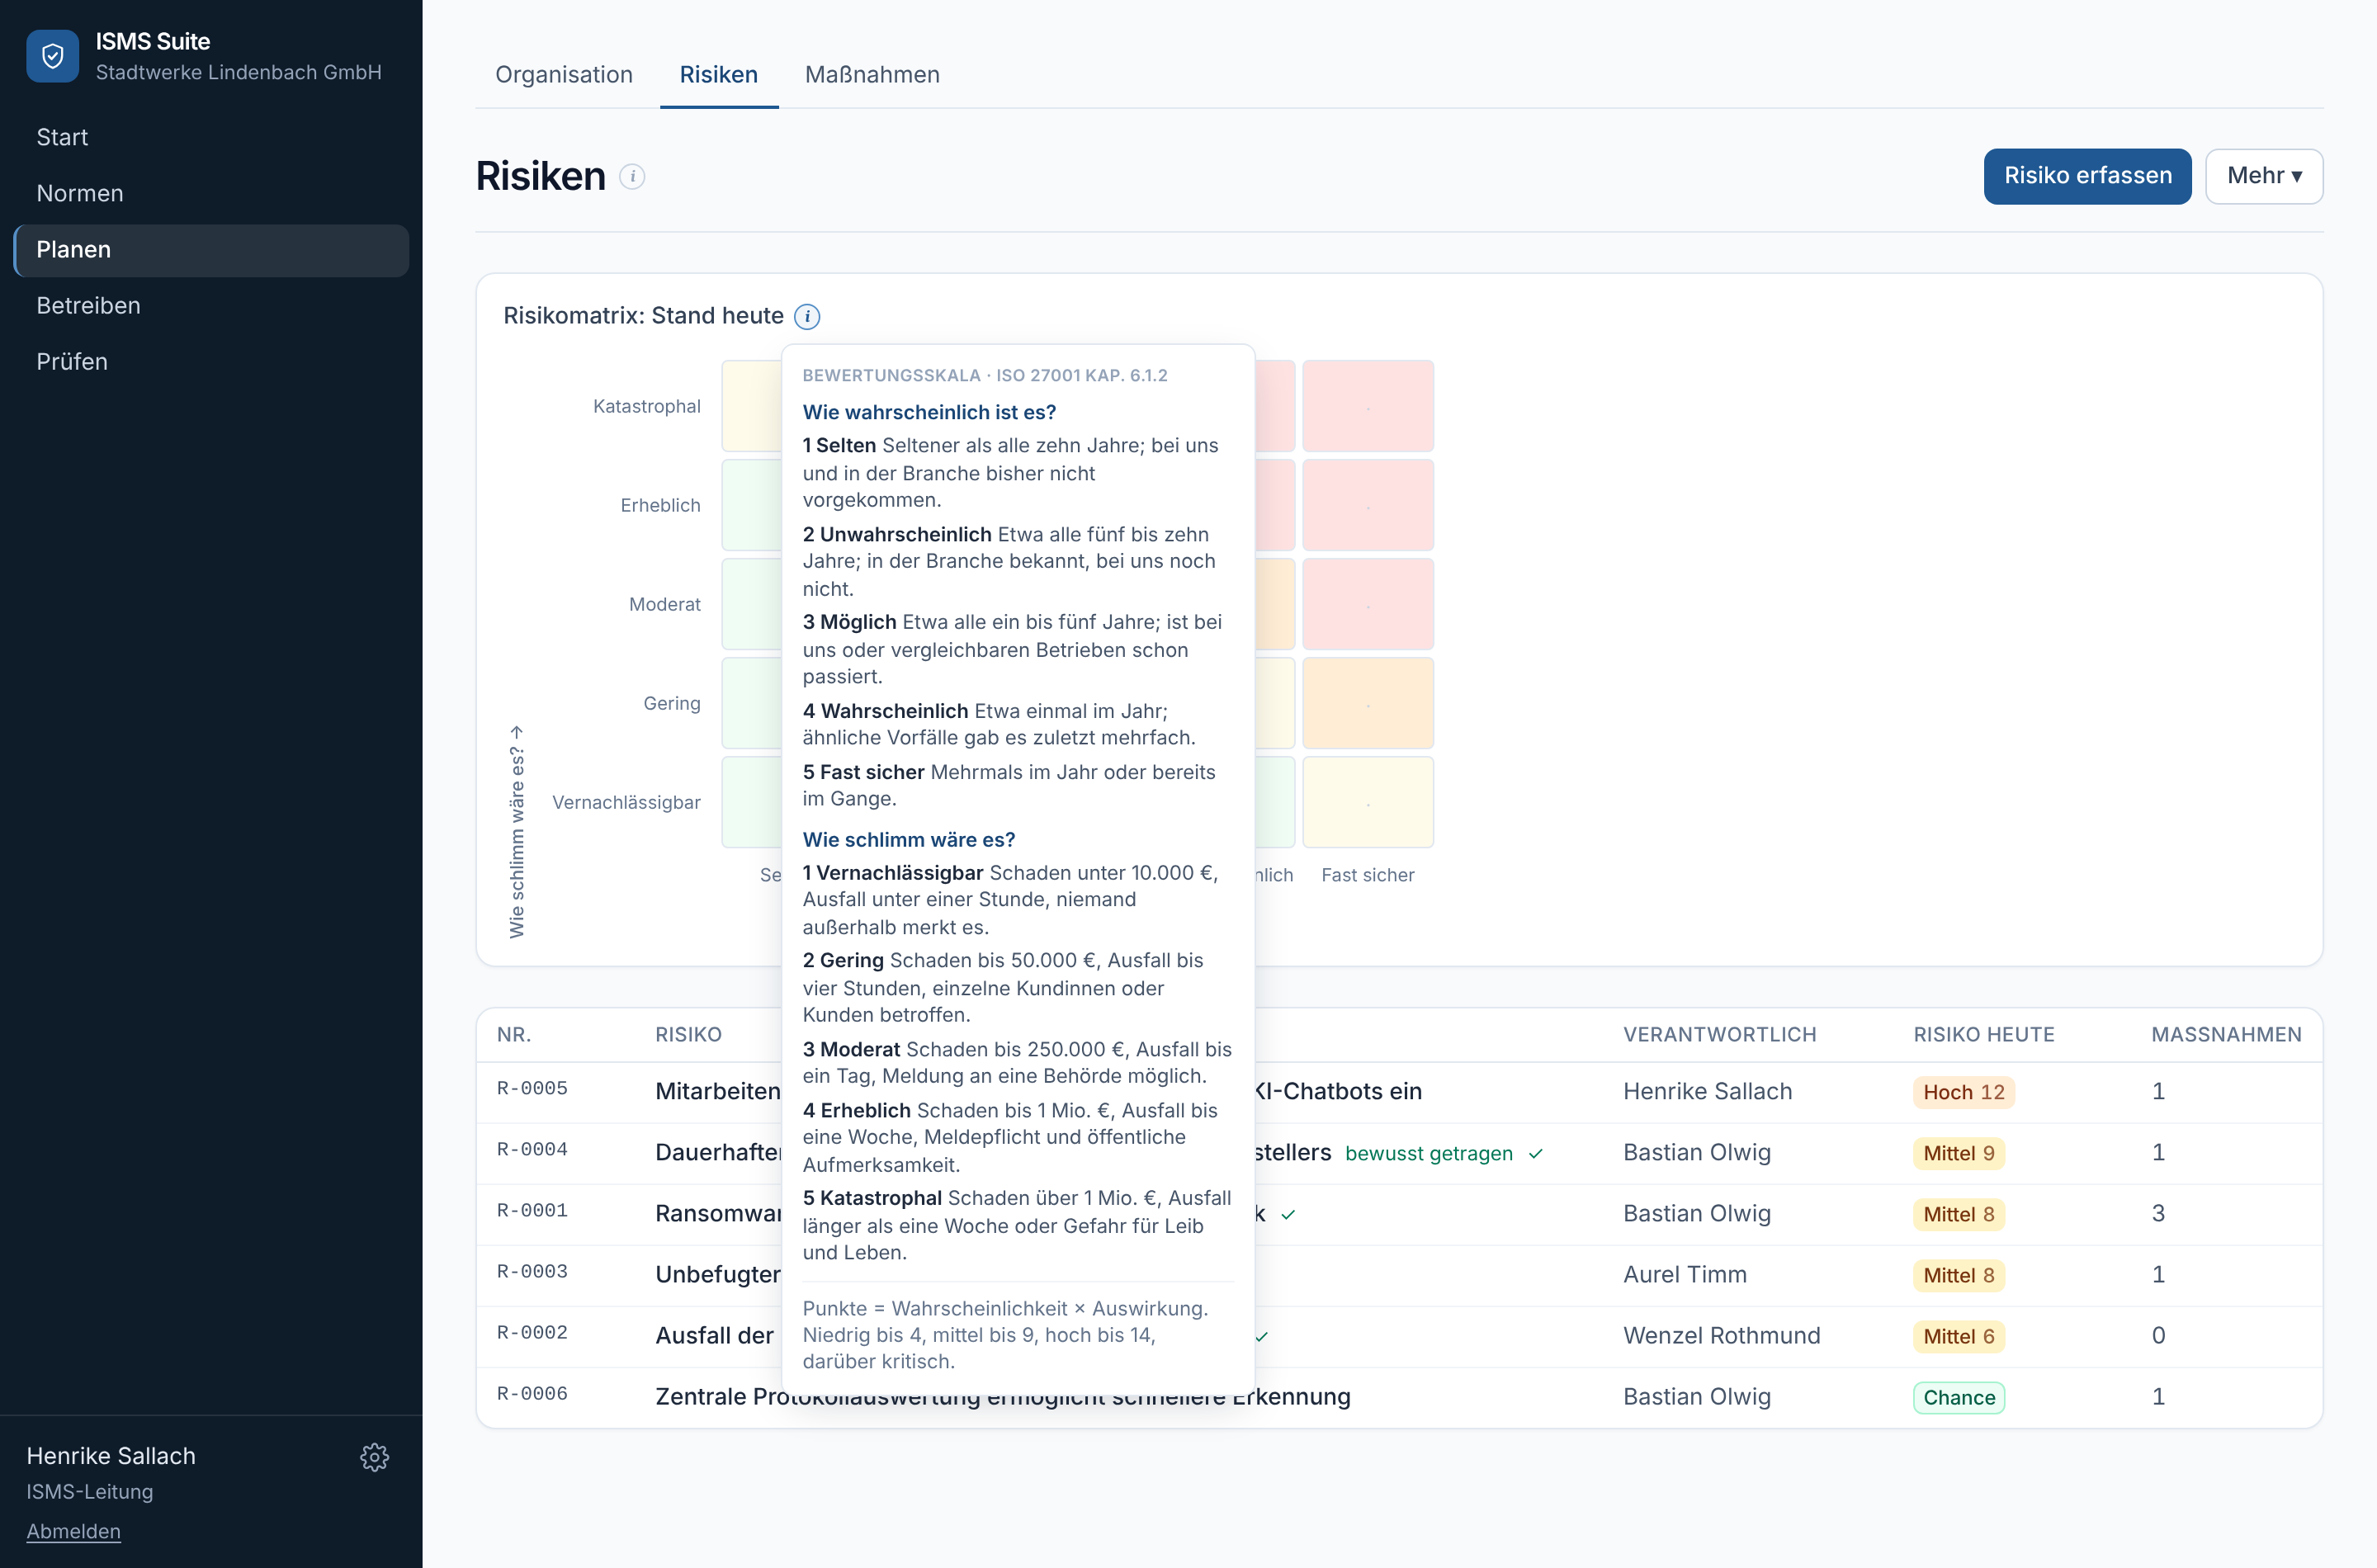 ISMS Suite
Stadtwerke Lindenbach GmbH
Start
Normen
Planen
Betreiben
Prüfen
Henrike Sallach
ISMS-Leitung
Abmelden
Organisation Risiken Maßnahmen
Risiken i
Risiko erfassen Mehr ▾
Risikomatrix: Stand heute i
Wie schlimm wäre es? →
Katastrophal
Erheblich
Moderat
Gering
Vernachlässigbar
Fast sicher
BEWERTUNGSSKALA · ISO 27001 KAP. 6.1.2
Wie wahrscheinlich ist es?
1 Selten Seltener als alle zehn Jahre; bei uns
und in der Branche bisher nicht
vorgekommen.
2 Unwahrscheinlich Etwa alle fünf bis zehn
Jahre; in der Branche bekannt, bei uns noch
nicht.
3 Möglich Etwa alle ein bis fünf Jahre; ist bei
uns oder vergleichbaren Betrieben schon
passiert.
4 Wahrscheinlich Etwa einmal im Jahr;
ähnliche Vorfälle gab es zuletzt mehrfach.
5 Fast sicher Mehrmals im Jahr oder bereits
im Gange.
Wie schlimm wäre es?
1 Vernachlässigbar Schaden unter 10.000 €,
Ausfall unter einer Stunde, niemand
außerhalb merkt es.
2 Gering Schaden bis 50.000 €, Ausfall bis
vier Stunden, einzelne Kundinnen oder
Kunden betroffen.
3 Moderat Schaden bis 250.000 €, Ausfall bis
ein Tag, Meldung an eine Behörde möglich.
4 Erheblich Schaden bis 1 Mio. €, Ausfall bis
eine Woche, Meldepflicht und öffentliche
Aufmerksamkeit.
5 Katastrophal Schaden über 1 Mio. €, Ausfall
länger als eine Woche oder Gefahr für Leib
und Leben.
Punkte = Wahrscheinlichkeit × Auswirkung.
Niedrig bis 4, mittel bis 9, hoch bis 14,
darüber kritisch.
NR. RISIKO VERANTWORTLICH RISIKO HEUTE MASSNAHMEN
R-0005 KI-Chatbots ein Henrike Sallach Hoch 12 1
R-0004 bewusst getragen ✓ Bastian Olwig Mittel 9 1
R-0001 ✓ Bastian Olwig Mittel 8 3
R-0003 Aurel Timm Mittel 8 1
R-0002 Ausfall der ✓ Wenzel Rothmund Mittel 6 0
R-0006 Zentrale Protokollauswertung ermöglicht schnellere Erkennung Bastian Olwig Chance 1